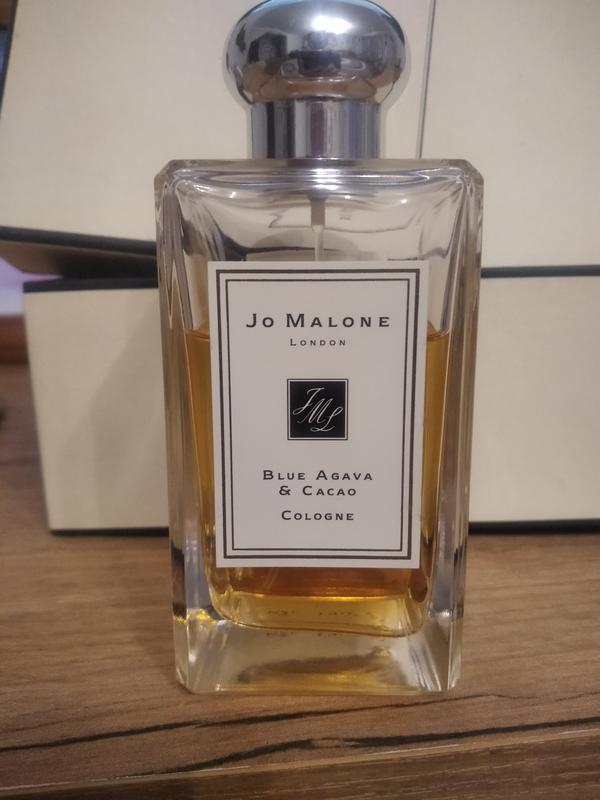 Jo Malone
London
JML
Blue Agava
& Cacao
Cologne